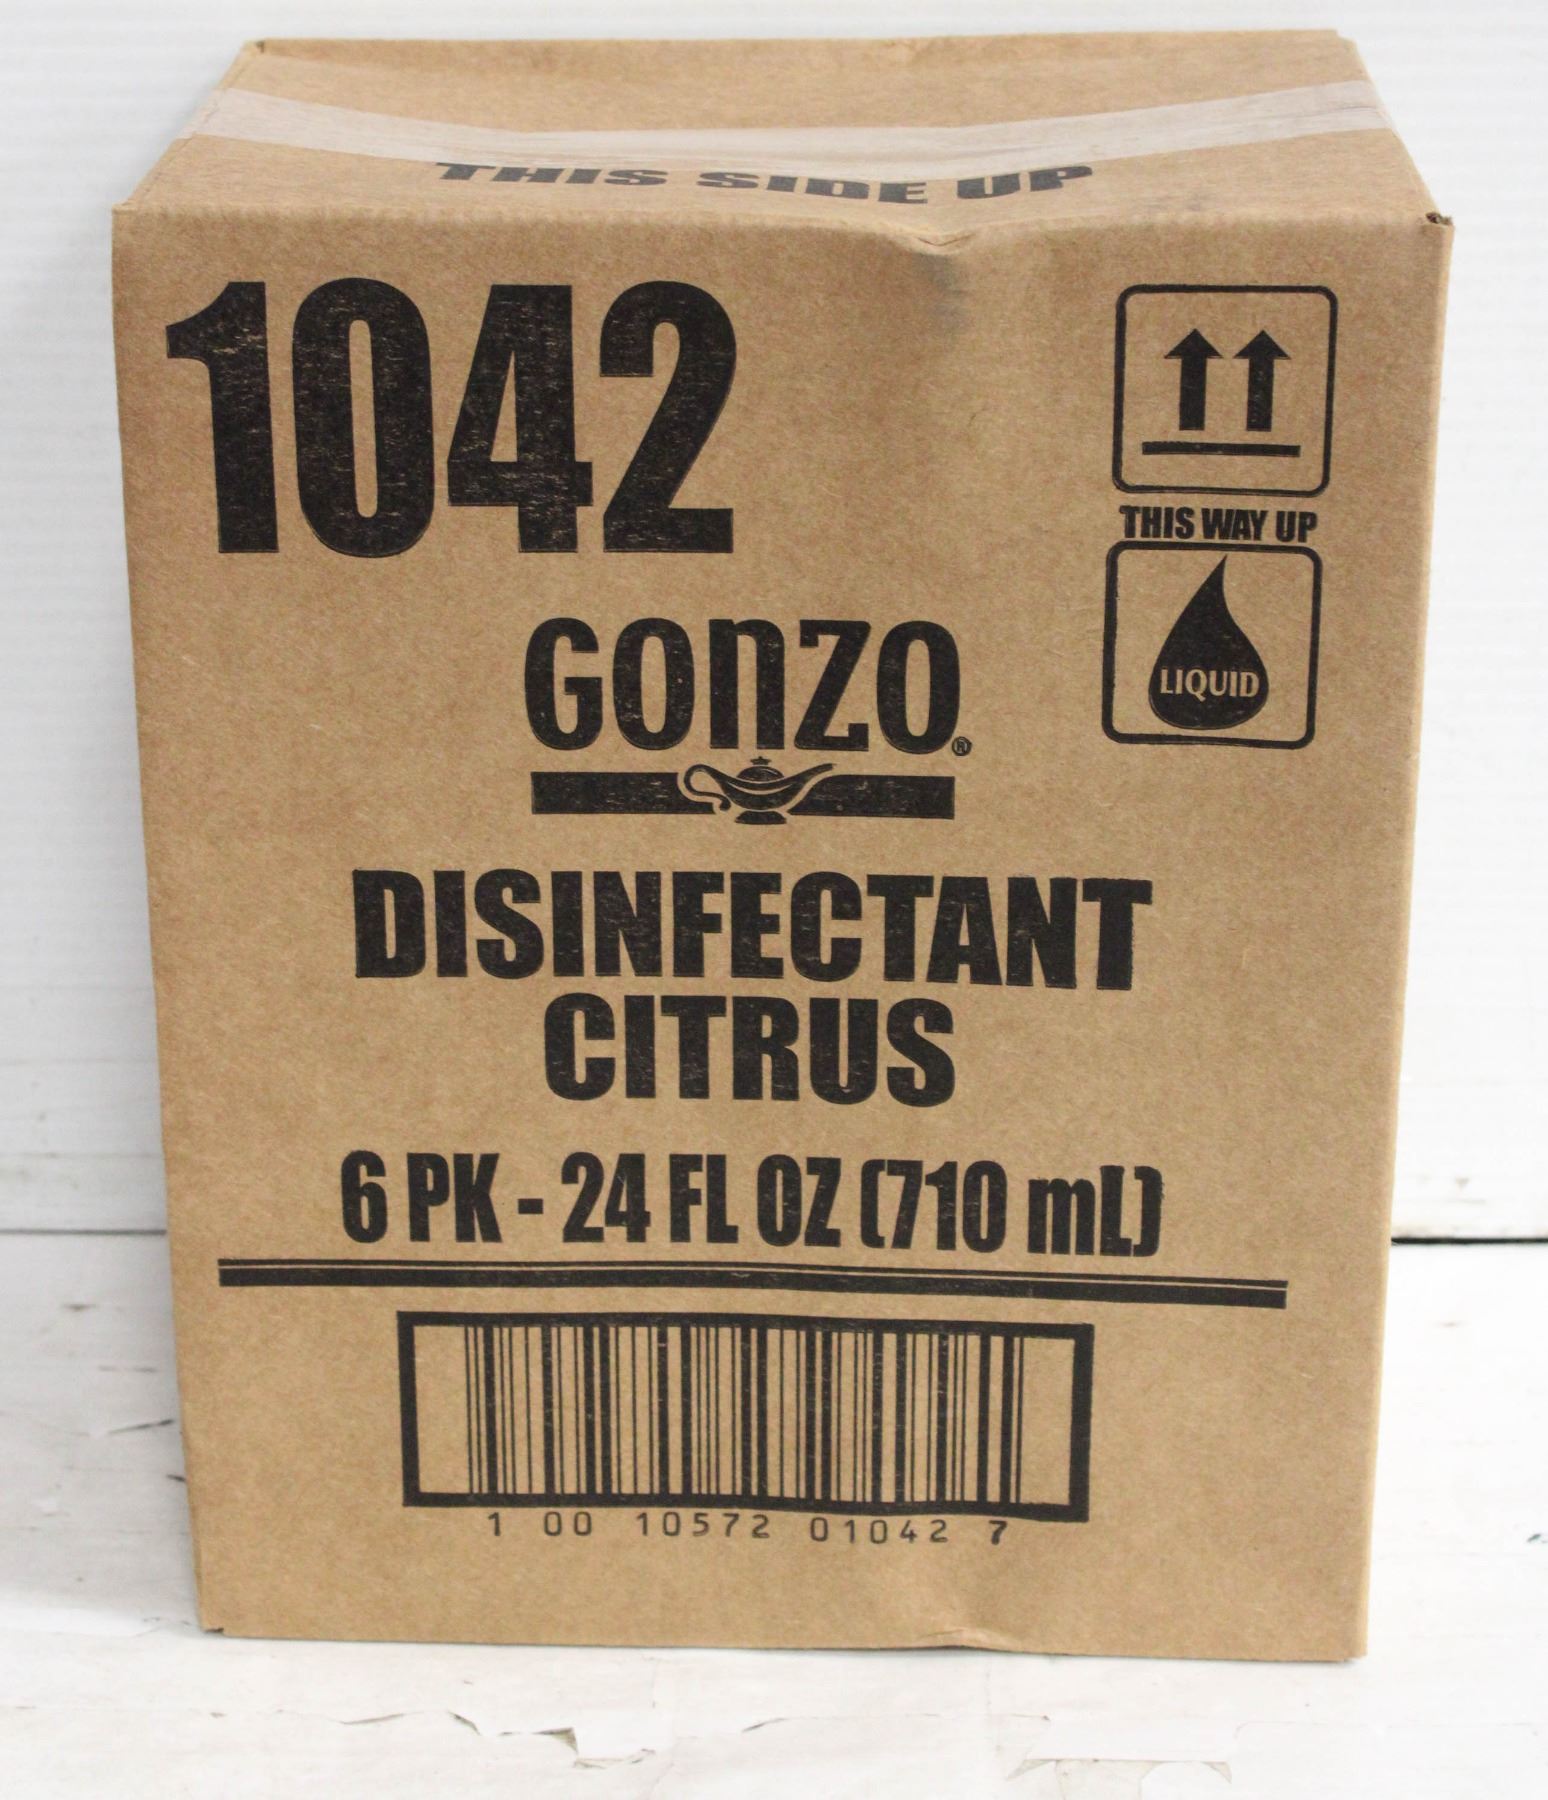 THIS SIDE UP
1042
THIS WAY UP
LIQUID
GONZO®
DISINFECTANT
CITRUS
6 PK - 24 FL OZ (710 mL)
1 00 10572 01042 7